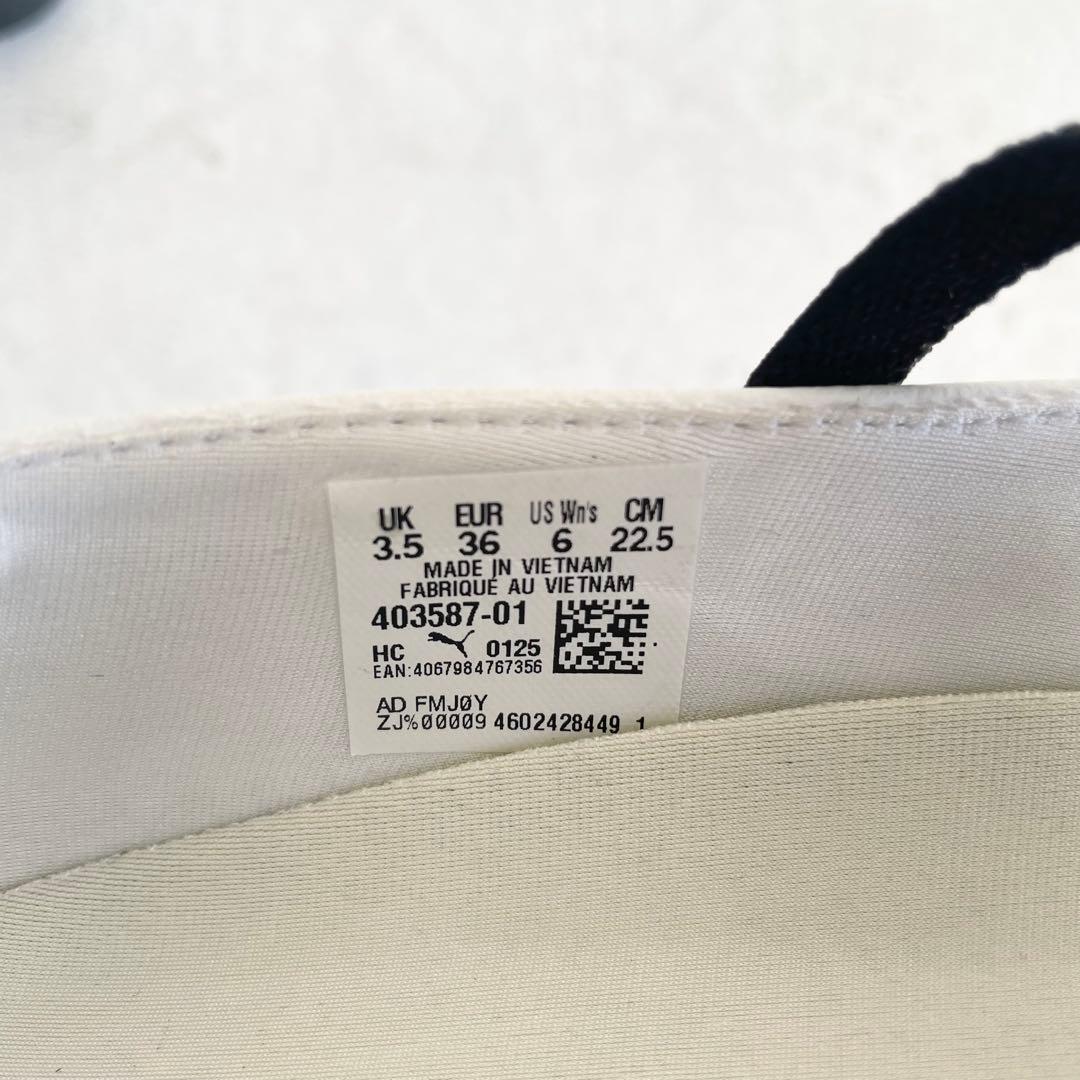 UK EUR US Wn's CM
3.5 36 6 22.5
MADE IN VIETNAM
FABRIQUÉ AU VIETNAM
403587-01
HC 0125
EAN:4067984767356
AD FMJ0Y
ZJ%00009 4602428449 1